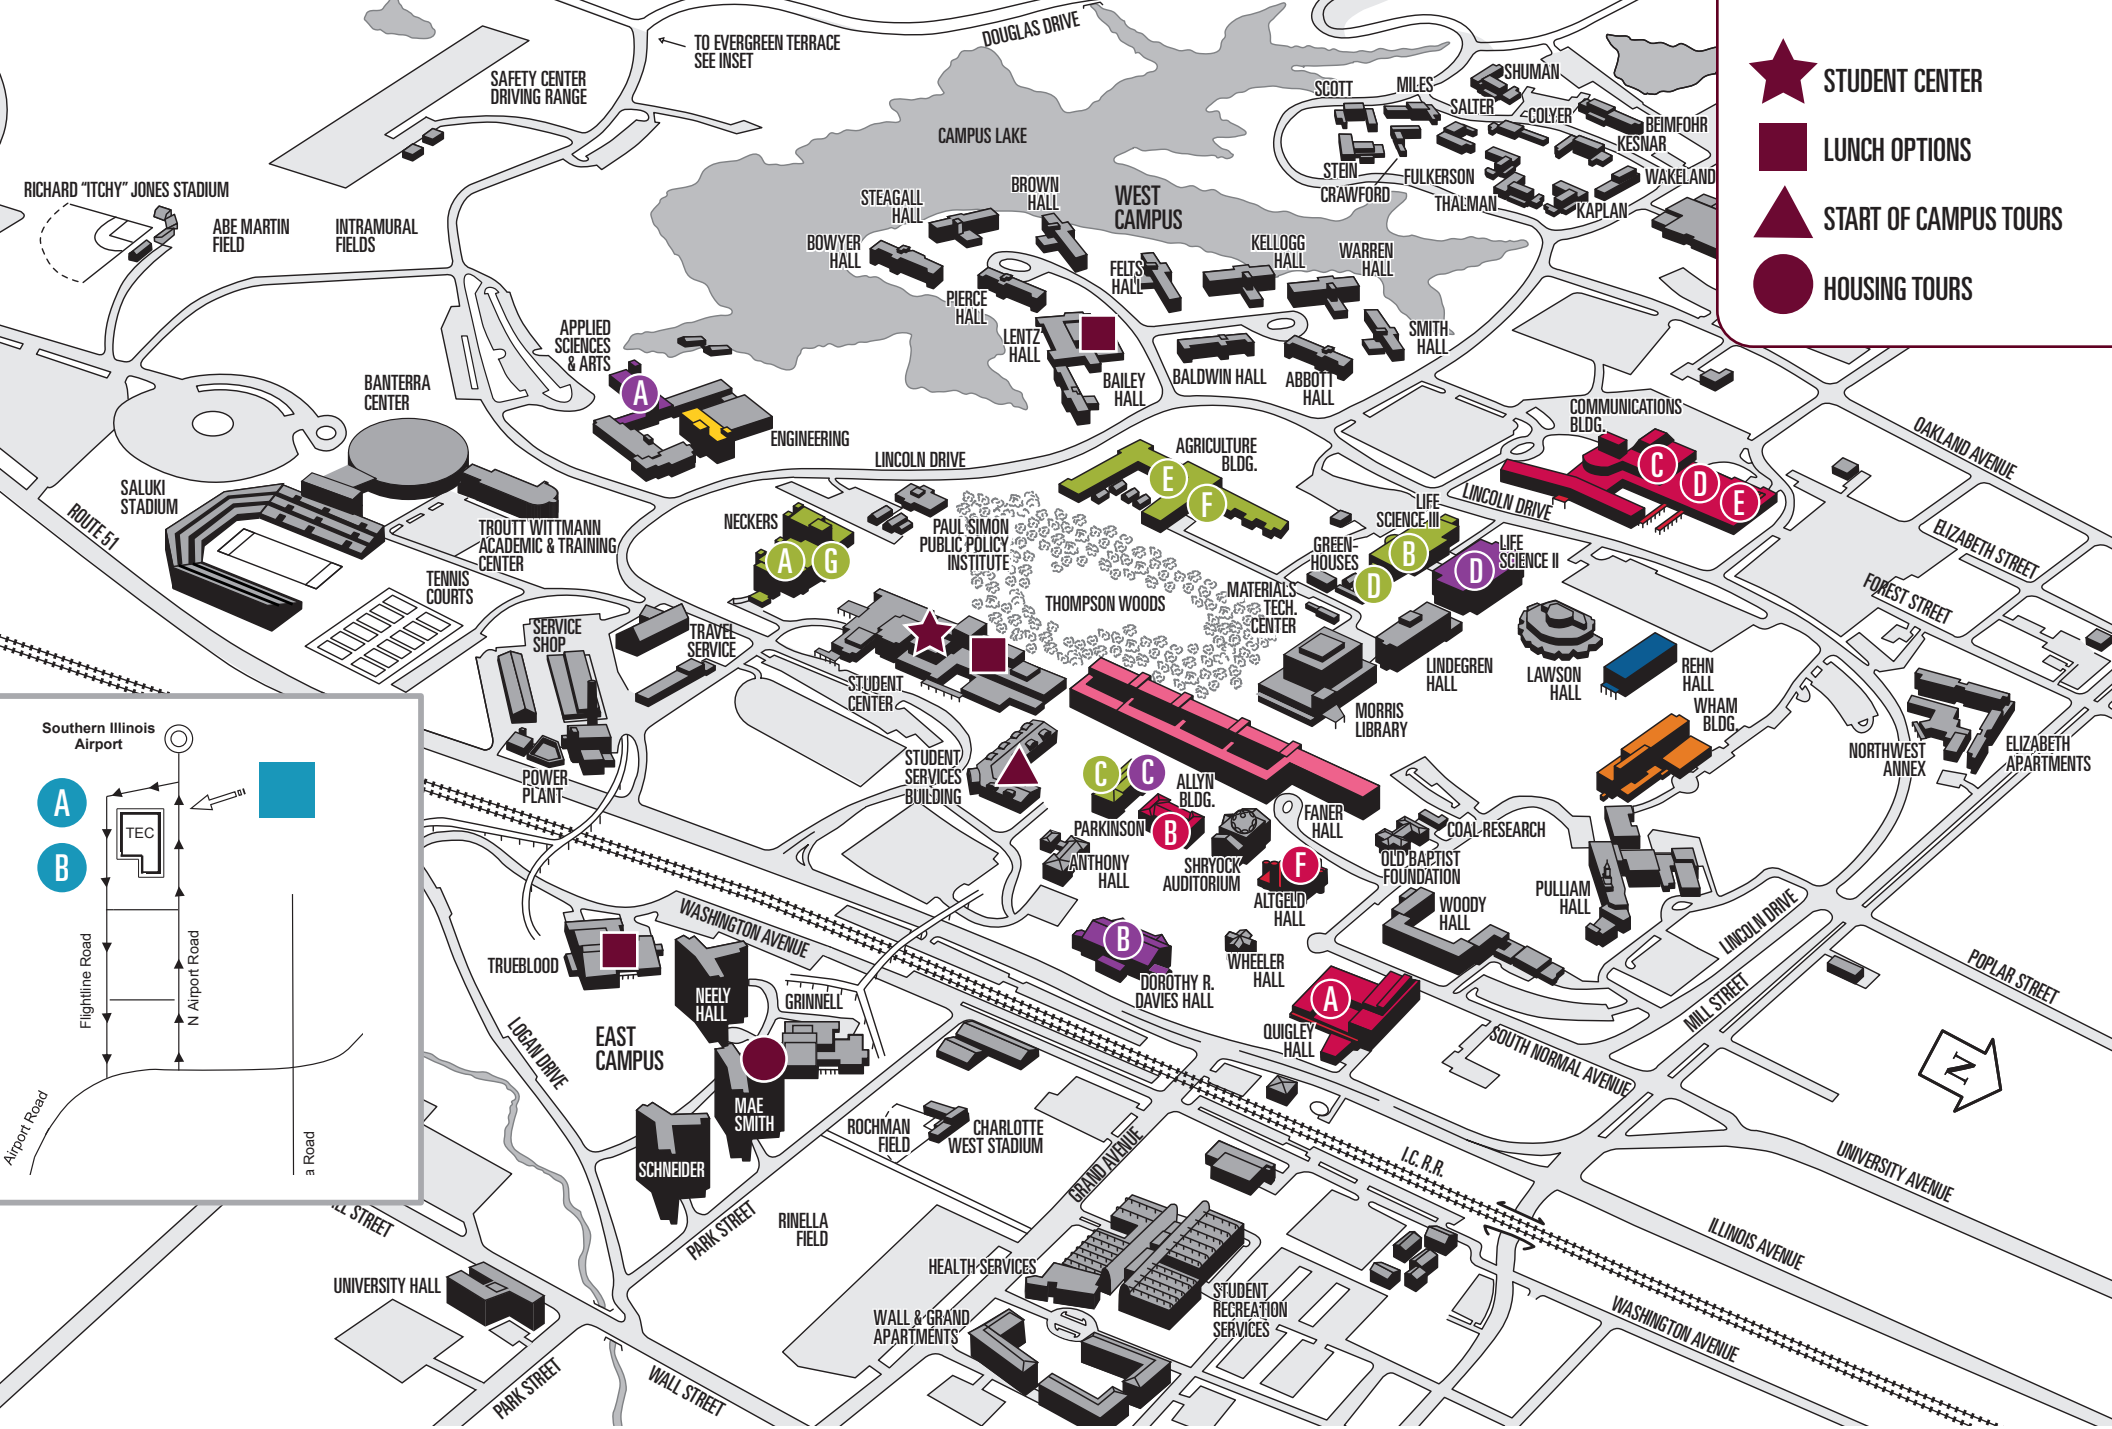 STUDENT CENTER
LUNCH OPTIONS
START OF CAMPUS TOURS
HOUSING TOURS
TO EVERGREEN TERRACE
SEE INSET
DOUGLAS DRIVE
SAFETY CENTER
DRIVING RANGE
CAMPUS LAKE
SCOTT
MILES
SHUMAN
SALTER
COLYER
BEIMFOHR
KESNAR
STEIN
CRAWFORD
FULKERSON
WAKELAND
THALMAN
KAPLAN
RICHARD "ITCHY" JONES STADIUM
ABE MARTIN
FIELD
INTRAMURAL
FIELDS
STEAGALL
HALL
BROWN
HALL
WEST
CAMPUS
BOWYER
HALL
PIERCE
HALL
FELTS
HALL
KELLOGG
HALL
WARREN
HALL
LENTZ
HALL
SMITH
HALL
BAILEY
HALL
BALDWIN HALL
ABBOTT
HALL
APPLIED
SCIENCES
& ARTS
A
ENGINEERING
BANTERRA
CENTER
LINCOLN DRIVE
AGRICULTURE
BLDG.
E
F
COMMUNICATIONS
BLDG.
C
D
E
OAKLAND AVENUE
SALUKI
STADIUM
ROUTE 51
TROUTT WITTMANN
ACADEMIC & TRAINING
CENTER
NECKERS
A
G
PAUL SIMON
PUBLIC POLICY
INSTITUTE
LINCOLN DRIVE
LIFE
SCIENCE III
B
D
GREEN-
HOUSES
LIFE
SCIENCE II
D
ELIZABETH STREET
FOREST STREET
TENNIS
COURTS
THOMPSON WOODS
MATERIALS
TECH.
CENTER
SERVICE
SHOP
TRAVEL
SERVICE
STUDENT
CENTER
LINDEGREN
HALL
LAWSON
HALL
REHN
HALL
MORRIS
LIBRARY
WHAM
BLDG.
NORTHWEST
ANNEX
ELIZABETH
APARTMENTS
POWER
PLANT
STUDENT
SERVICES
BUILDING
C
C
ALLYN
BLDG.
PARKINSON
B
FANER
HALL
COAL RESEARCH
ANTHONY
HALL
SHRYOCK
AUDITORIUM
F
ALTGELD
HALL
OLD BAPTIST
FOUNDATION
WOODY
HALL
PULLIAM
HALL
LINCOLN DRIVE
Southern Illinois
Airport
A
TEC
B
Flightline Road
N Airport Road
Airport Road
a Road
WASHINGTON AVENUE
TRUEBLOOD
NEELY
HALL
GRINNELL
B
DOROTHY R.
DAVIES HALL
WHEELER
HALL
A
QUIGLEY
HALL
MILL STREET
POPLAR STREET
SOUTH NORMAL AVENUE
N
LOGAN DRIVE
EAST
CAMPUS
MAE
SMITH
SCHNEIDER
ROCHMAN
FIELD
CHARLOTTE
WEST STADIUM
GRAND AVENUE
I.C. R.R.
UNIVERSITY AVENUE
ILLINOIS AVENUE
WASHINGTON AVENUE
PARK STREET
RINELLA
FIELD
LL STREET
UNIVERSITY HALL
HEALTH SERVICES
STUDENT
RECREATION
SERVICES
WALL & GRAND
APARTMENTS
PARK STREET
WALL STREET